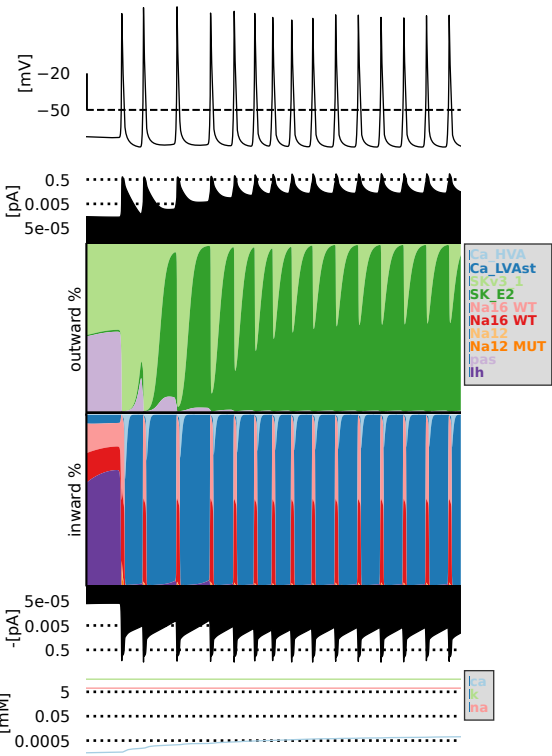 [mV]
−20
−50
[pA]
0.5
0.005
5e-05
outward %
Ca_HVA
Ca_LVAst
SKv3_1
SK_E2
Na16 WT
Na16 WT
Na12
Na12 MUT
pas
Ih
inward %
-[pA]
5e-05
0.005
0.5
[mM]
5
0.05
0.0005
ca
k
na